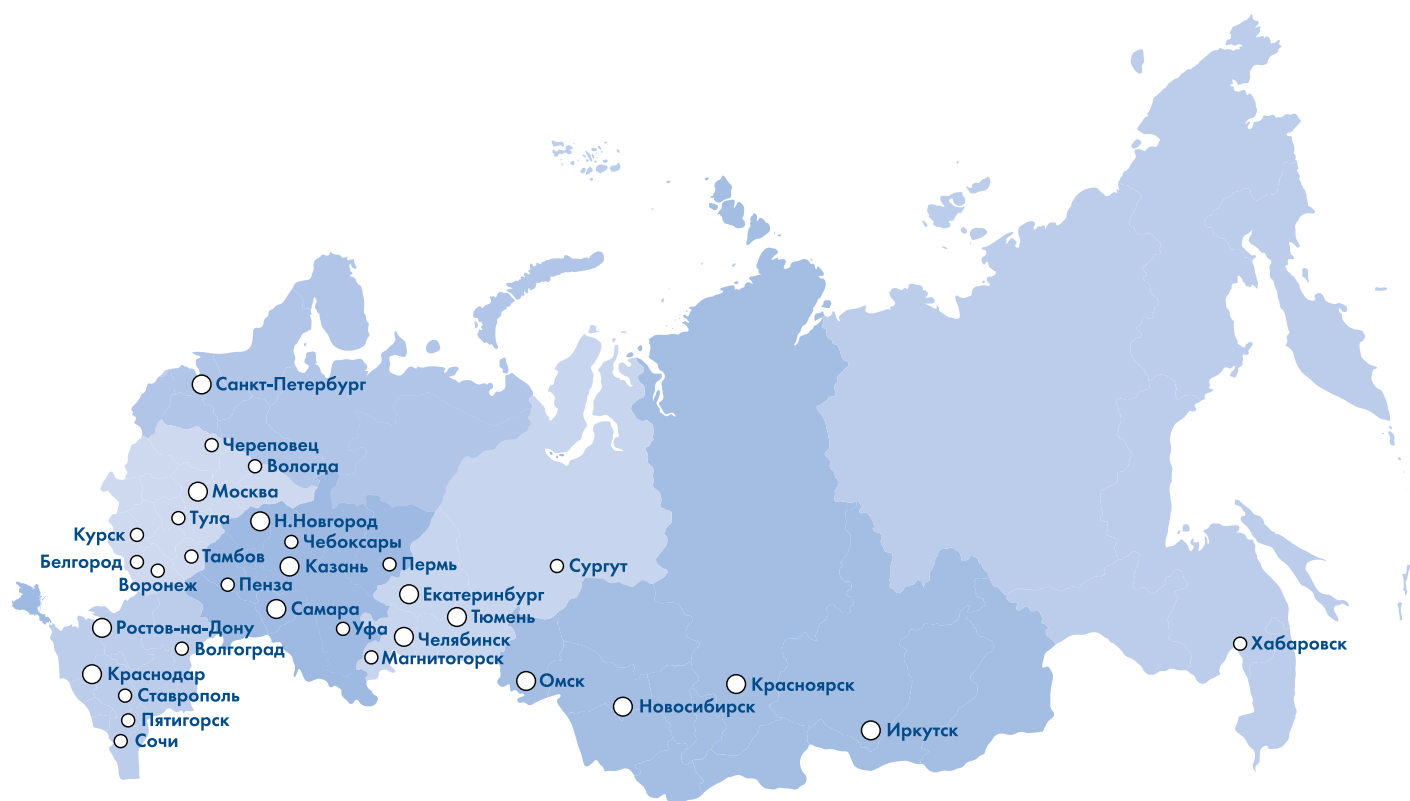 Санкт-Петербург
Череповец
Вологда
Москва
Тула
Н.Новгород
Курск
Чебоксары
Тамбов
Белгород
Казань
Пермь
Сургут
Воронеж
Пенза
Екатеринбург
Самара
Тюмень
Ростов-на-Дону
Уфа
Челябинск
Хабаровск
Волгоград
Магнитогорск
Краснодар
Омск
Красноярск
Ставрополь
Новосибирск
Пятигорск
Иркутск
Сочи